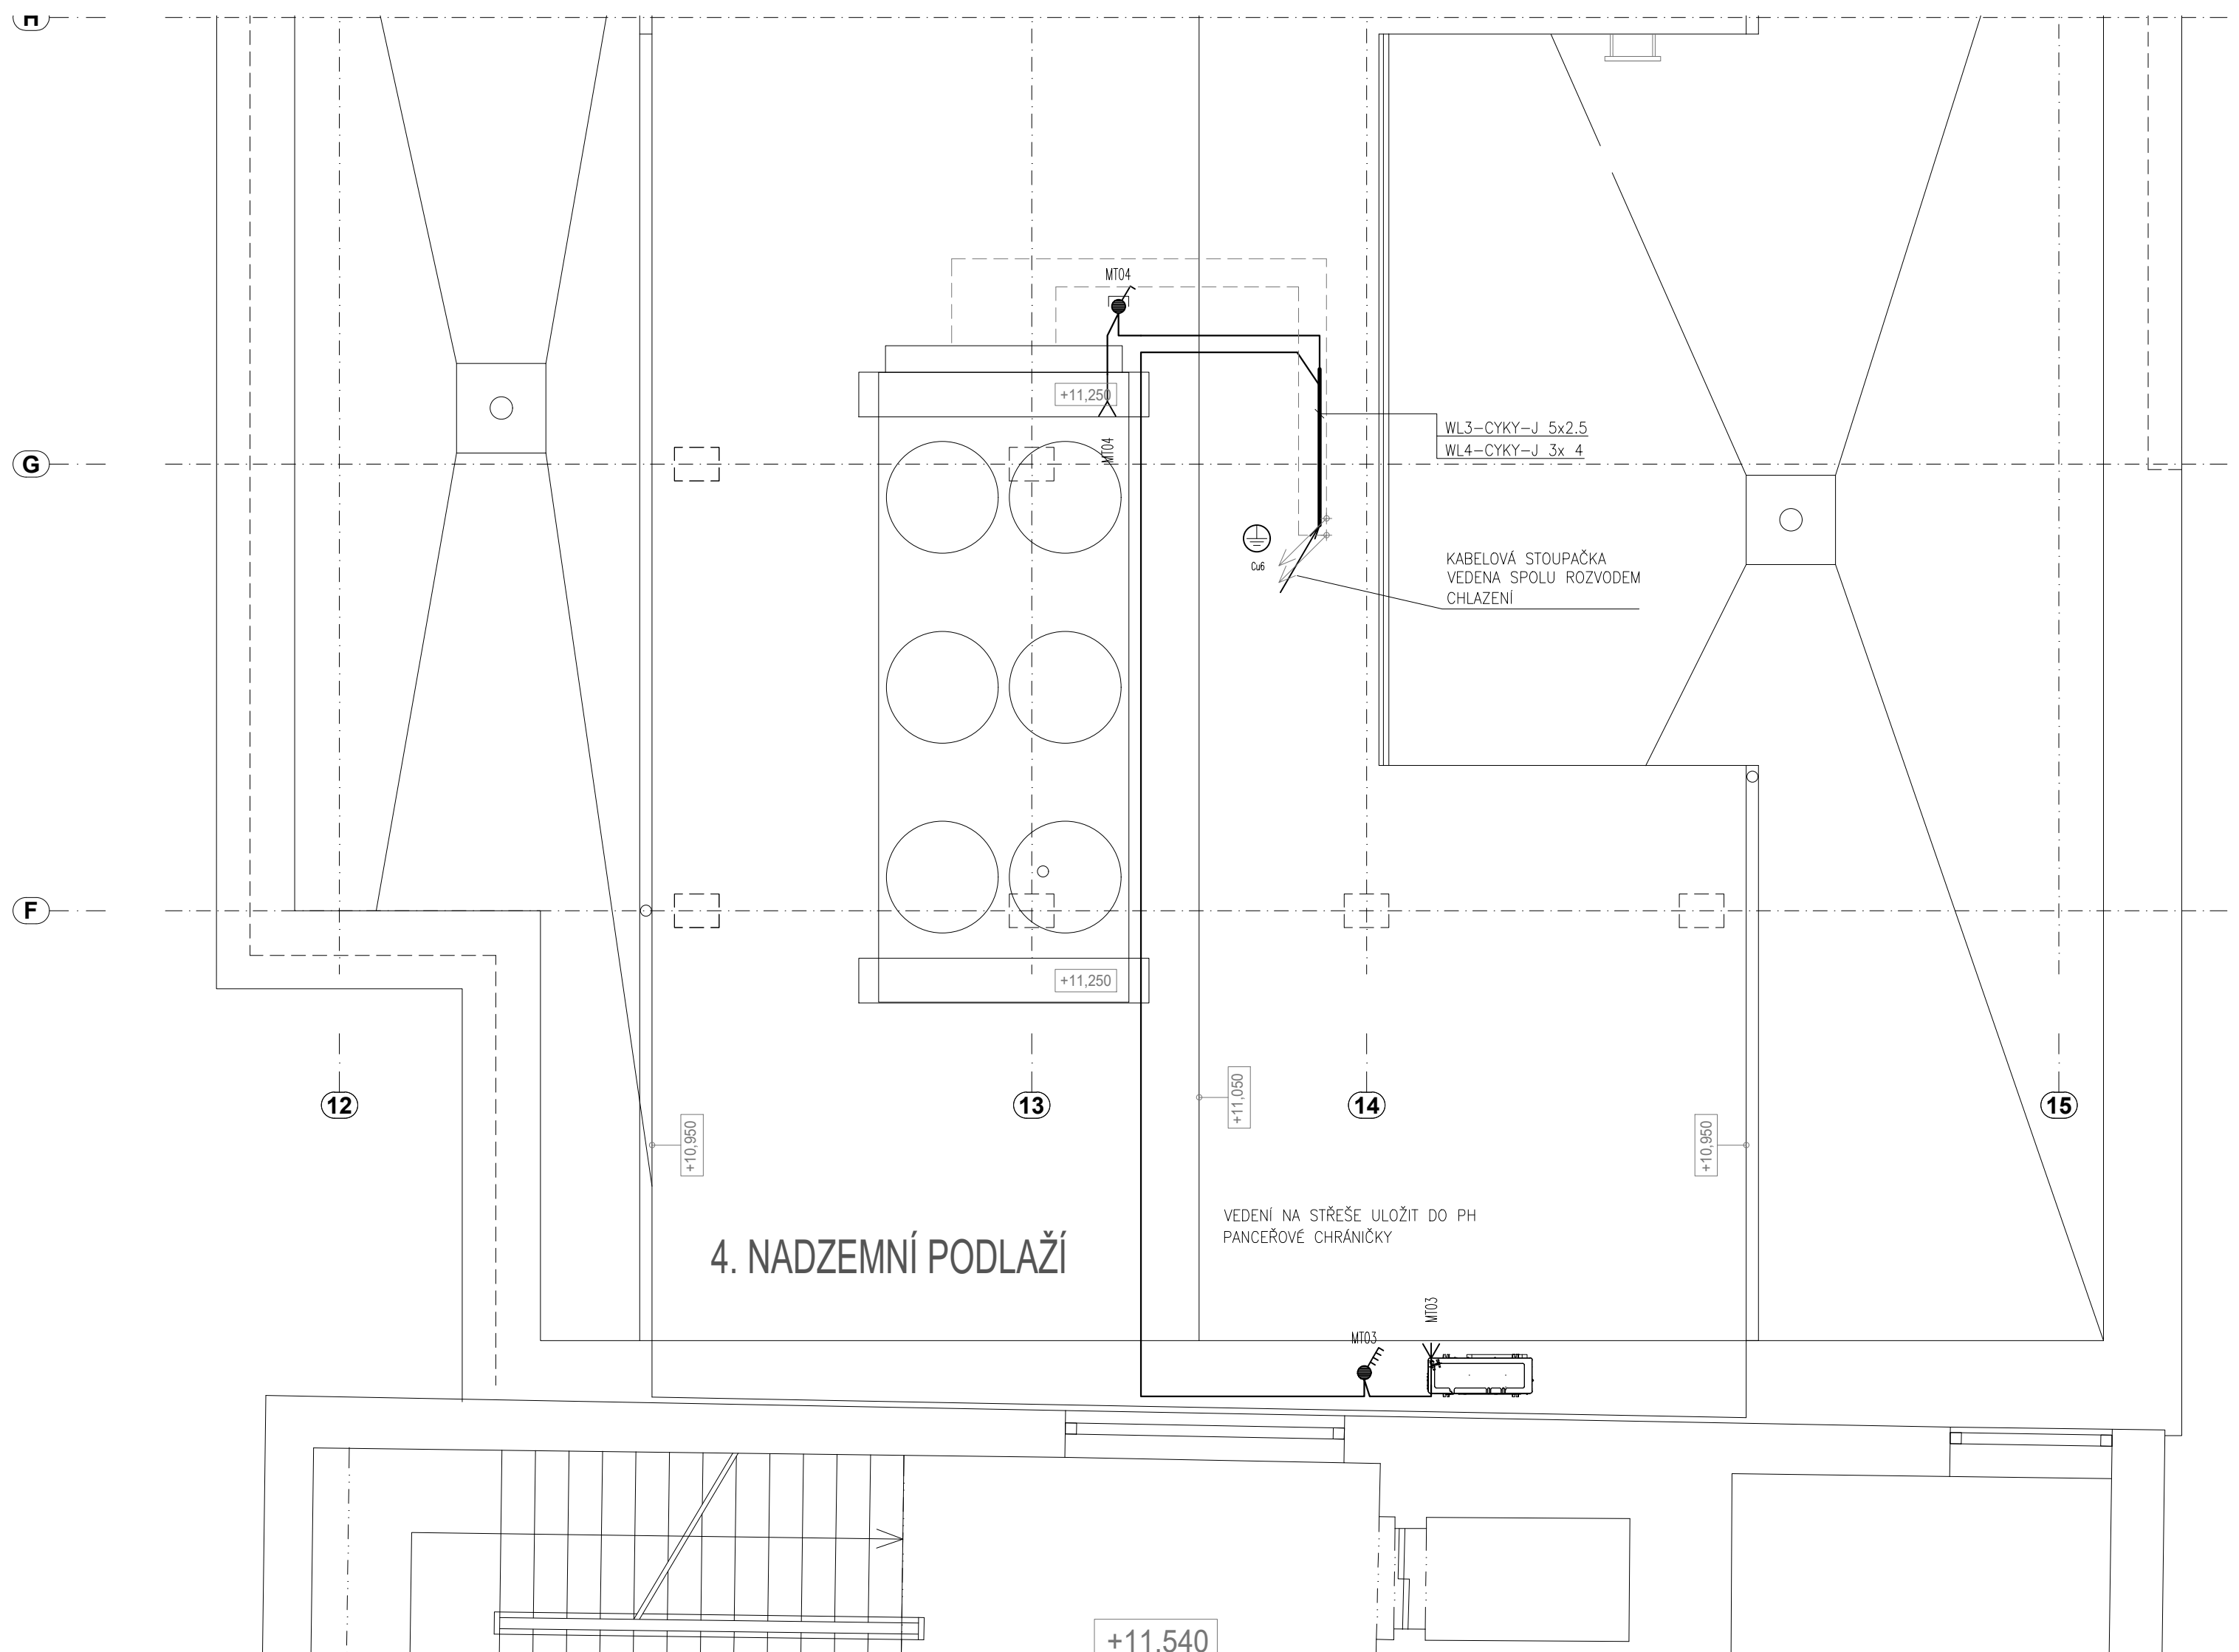 H
MT04
+11,250
MT04
WL3-CYKY-J 5x2.5
WL4-CYKY-J 3x 4
G
Cu6
KABELOVÁ STOUPAČKA
VEDENA SPOLU ROZVODEM
CHLAZENÍ
F
+11,250
12
13
14
15
+10,950
+11,050
+10,950
VEDENÍ NA STŘEŠE ULOŽIT DO PH
PANCEŘOVÉ CHRÁNIČKY
4. NADZEMNÍ PODLAŽÍ
MT03
MT03
+11,540